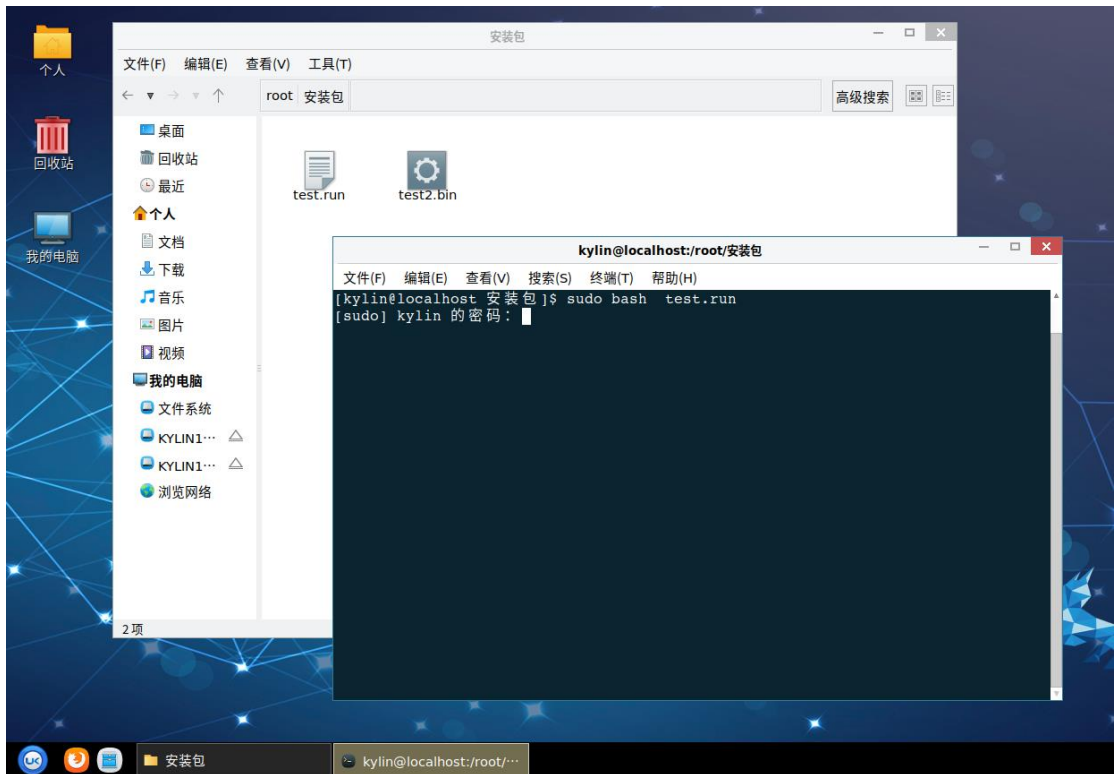 个人
回收站
我的电脑
安装包
文件(F) 编辑(E) 查看(V) 工具(T)
root 安装包 高级搜索
桌面
回收站
最近
个人
文档
下载
音乐
图片
视频
我的电脑
文件系统
KYLIN1···
KYLIN1···
浏览网络
test.run test2.bin
2项
kylin@localhost:/root/安装包
文件(F) 编辑(E) 查看(V) 搜索(S) 终端(T) 帮助(H)
[kylin@localhost 安装包]$ sudo bash  test.run
[sudo] kylin 的密码：
UK 安装包 kylin@localhost:/root/···